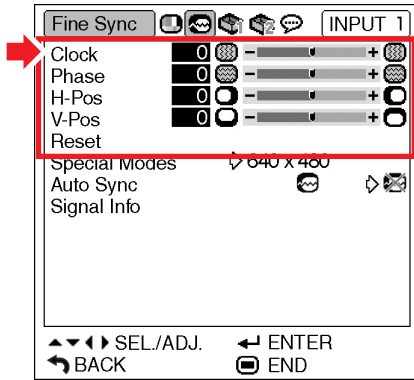 Fine Sync INPUT 1
Clock 0 - +
Phase 0 - +
H-Pos 0 - +
V-Pos 0 - +
Reset
Special Modes 640 x 480
Auto Sync
Signal Info
SEL./ADJ. ENTER
BACK END